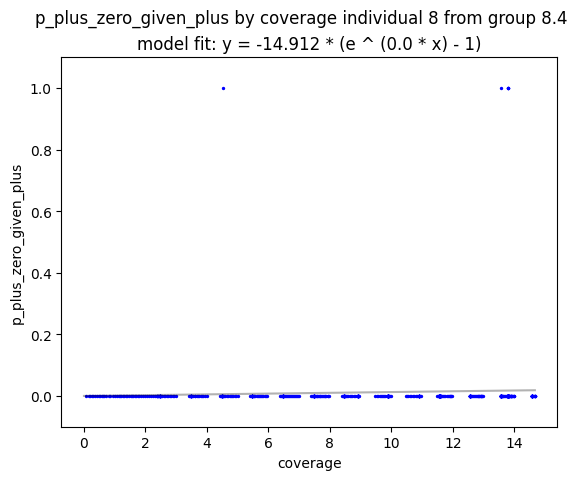 p_plus_zero_given_plus by coverage individual 8 from group 8.4
model fit: y = -14.912 * (e ^ (0.0 * x) - 1)
1.0
0.8
0.6
0.4
0.2
0.0
p_plus_zero_given_plus
0 2 4 6 8 10 12 14
coverage